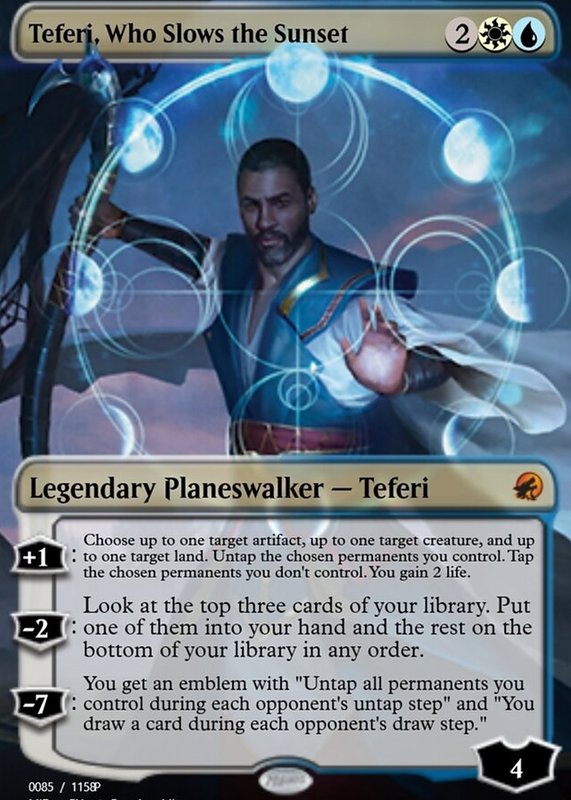 Teferi, Who Slows the Sunset
2
Legendary Planeswalker — Teferi
+1: Choose up to one target artifact, up to one target creature, and up
to one target land. Untap the chosen permanents you control. Tap
the chosen permanents you don't control. You gain 2 life.
-2: Look at the top three cards of your library. Put
one of them into your hand and the rest on the
bottom of your library in any order.
-7: You get an emblem with "Untap all permanents you
control during each opponent's untap step" and "You
draw a card during each opponent's draw step."
4
0085 / 1158P